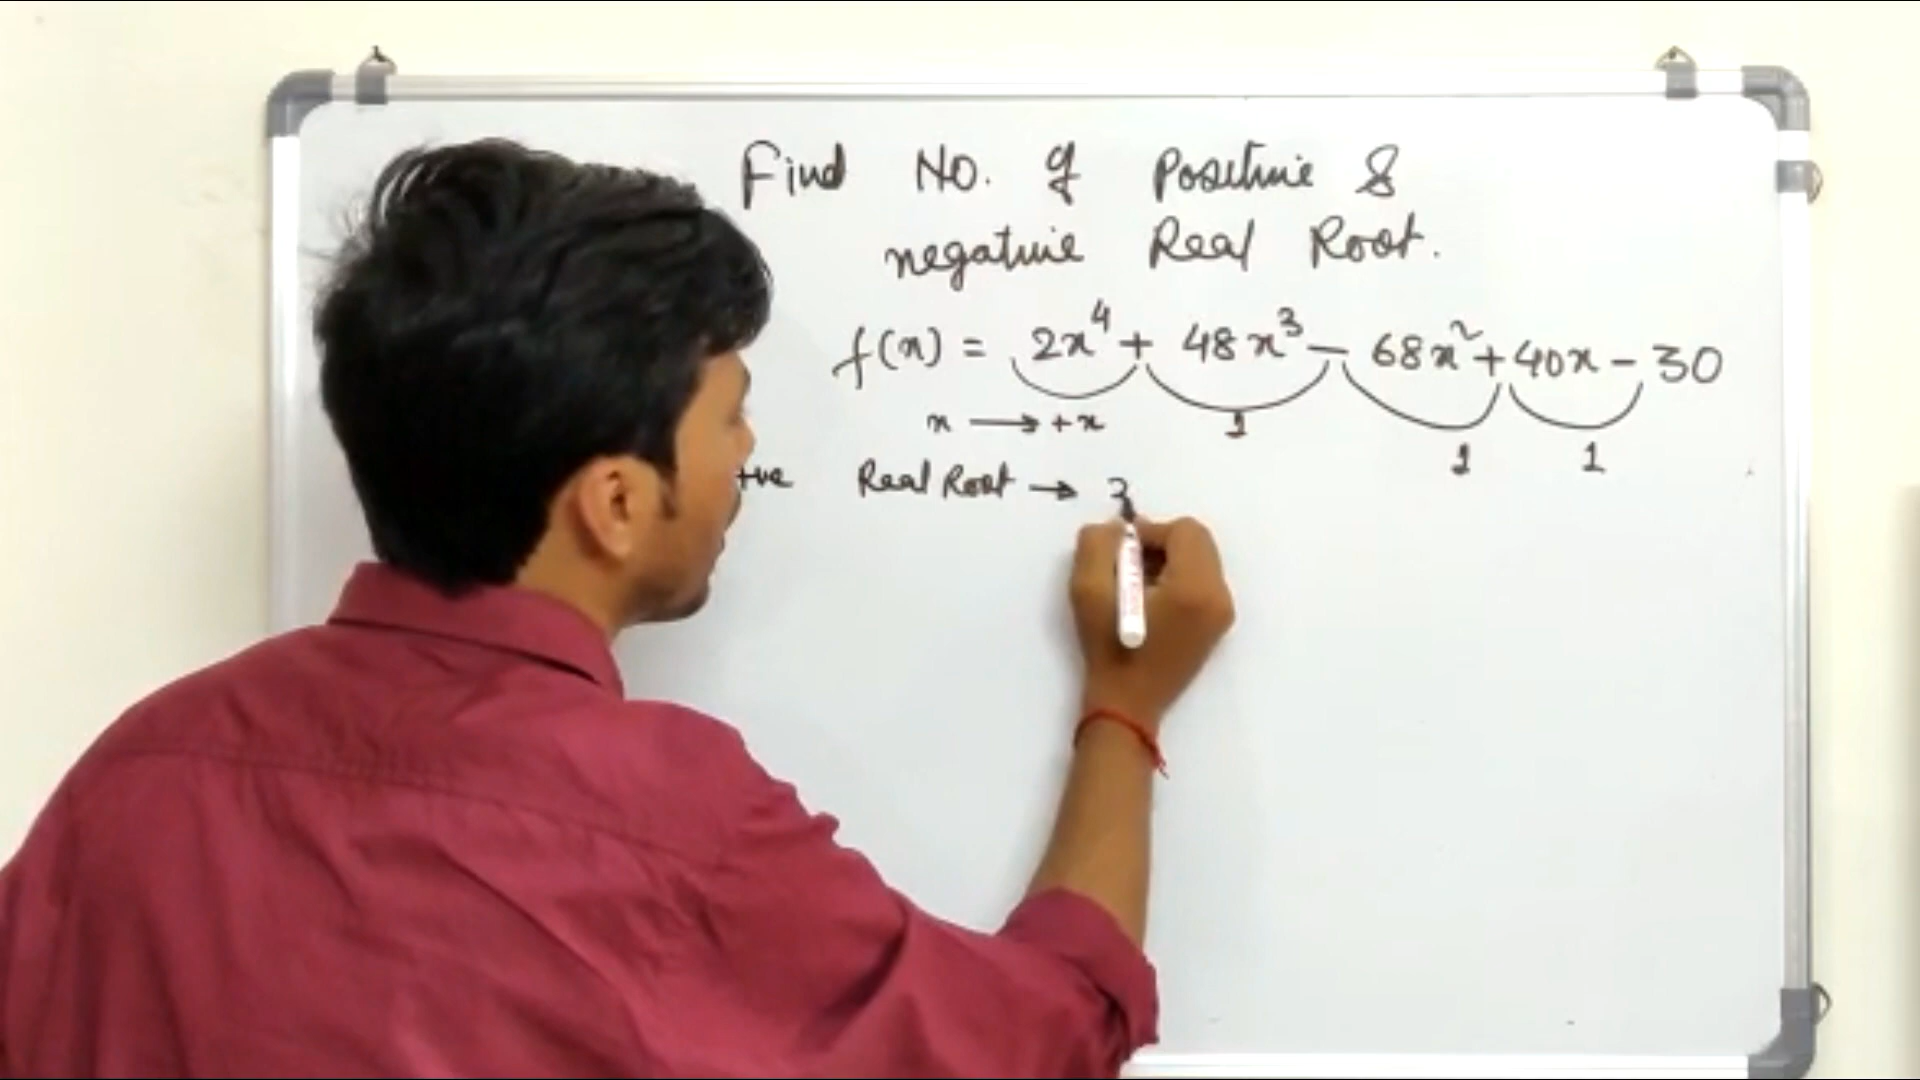 Find No. of Positive &
negative Real Root.
f(x) = 2x⁴ + 48x³ - 68x² + 40x - 30
x → +x 1
1 1
+ve Real Root → 3